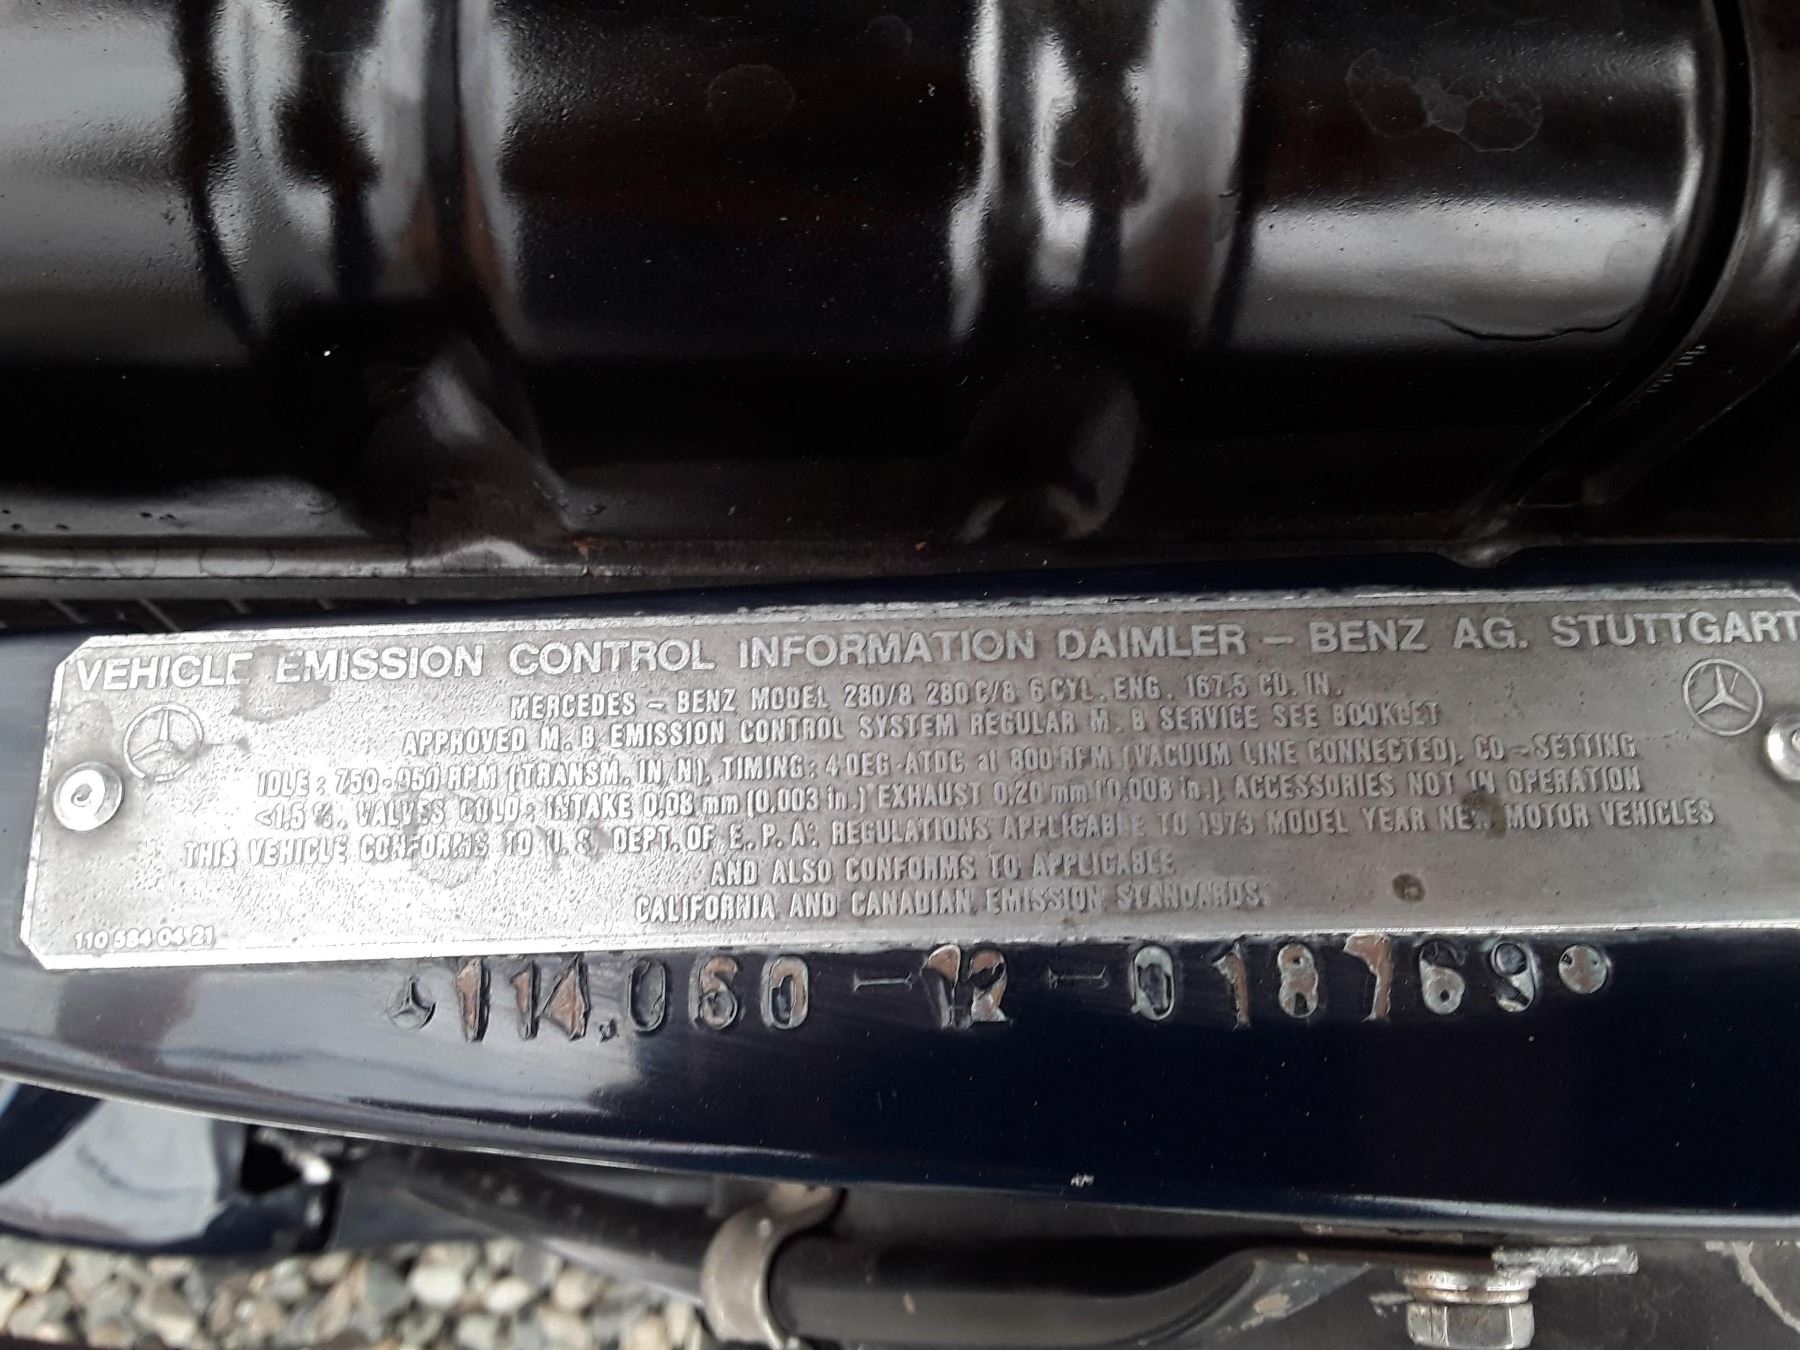 VEHICLE EMISSION CONTROL INFORMATION DAIMLER - BENZ AG. STUTTGART
MERCEDES - BENZ MODEL 280/8 280 C/8 6 CYL. ENG. 167.5 CU. IN.
APPROVED M. B EMISSION CONTROL SYSTEM REGULAR M. B SERVICE SEE BOOKLET
IDLE: 750-950 RPM (TRANSM. IN N). TIMING: 4 DEG ATDC at 800 RPM (VACUUM LINE CONNECTED). CO-SETTING
<1,5 %. VALVES COLD: INTAKE 0,08 mm (0,003 in.) EXHAUST 0,20 mm (0,008 in.) ACCESSORIES NOT IN OPERATION
THIS VEHICLE CONFORMS TO U. S. DEPT. OF E. P. A. REGULATIONS APPLICABLE TO 1973 MODEL YEAR NEW MOTOR VEHICLES
AND ALSO CONFORMS TO APPLICABLE
CALIFORNIA AND CANADIAN EMISSION STANDARDS.
110 584 04 21
114.060-12-018769